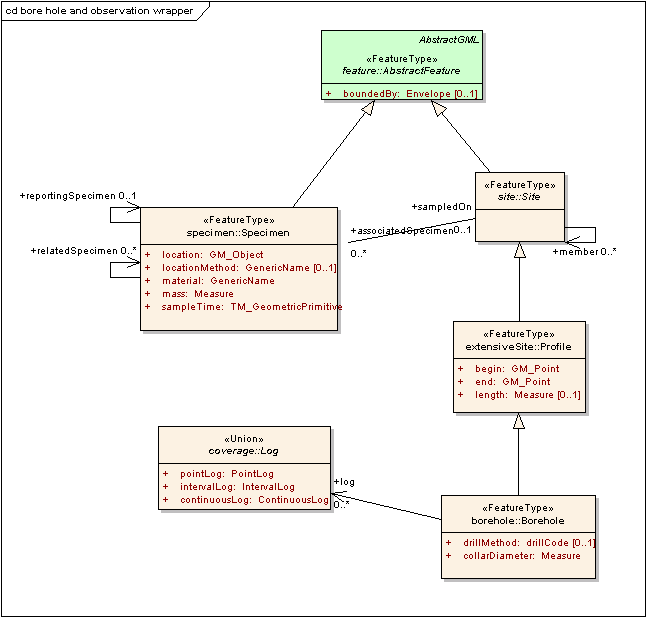 cd bore hole and observation wrapper
AbstractGML
«FeatureType»
feature::AbstractFeature
+ boundedBy: Envelope [0..1]
«FeatureType»
site::Site
+reportingSpecimen 0..1
+sampledOn
«FeatureType»
specimen::Specimen
+associatedSpecimen 0..1
0..*
+relatedSpecimen 0..*
+member 0..*
+ location: GM_Object
+ locationMethod: GenericName [0..1]
+ material: GenericName
+ mass: Measure
+ sampleTime: TM_GeometricPrimitive
«FeatureType»
extensiveSite::Profile
+ begin: GM_Point
+ end: GM_Point
+ length: Measure [0..1]
«Union»
coverage::Log
+ pointLog: PointLog
+ intervalLog: IntervalLog
+ continuousLog: ContinuousLog
+log
0..*
«FeatureType»
borehole::Borehole
+ drillMethod: drillCode [0..1]
+ collarDiameter: Measure